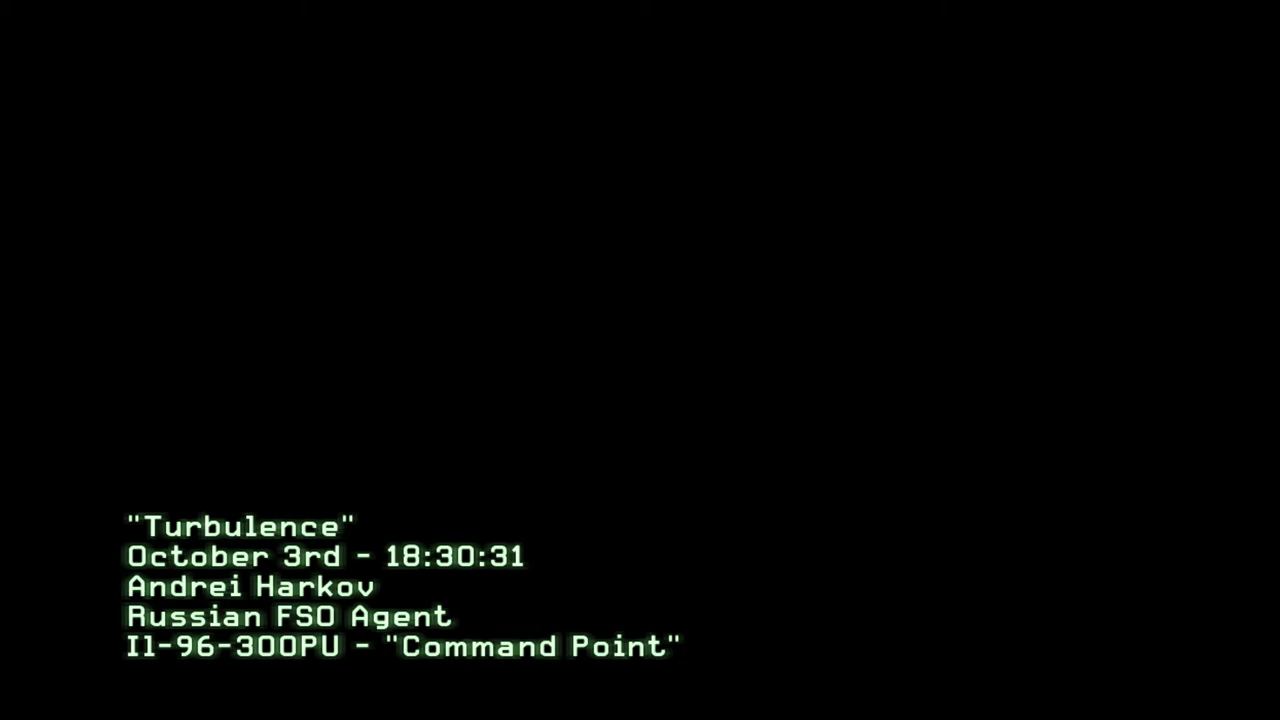 "Turbulence"
October 3rd - 18:30:31
Andrei Harkov
Russian FSO Agent
Il-96-300PU - "Command Point"